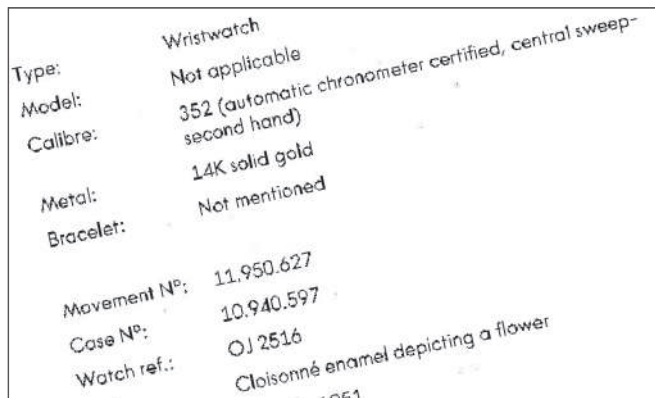 Type: Wristwatch
Model: Not applicable
Calibre: 352 (automatic chronometer certified, central sweep-
second hand)
Metal: 14K solid gold
Bracelet: Not mentioned
Movement Nº: 11.950.627
Case Nº: 10.940.597
Watch ref.: OJ 2516
Cloisonné enamel depicting a flower